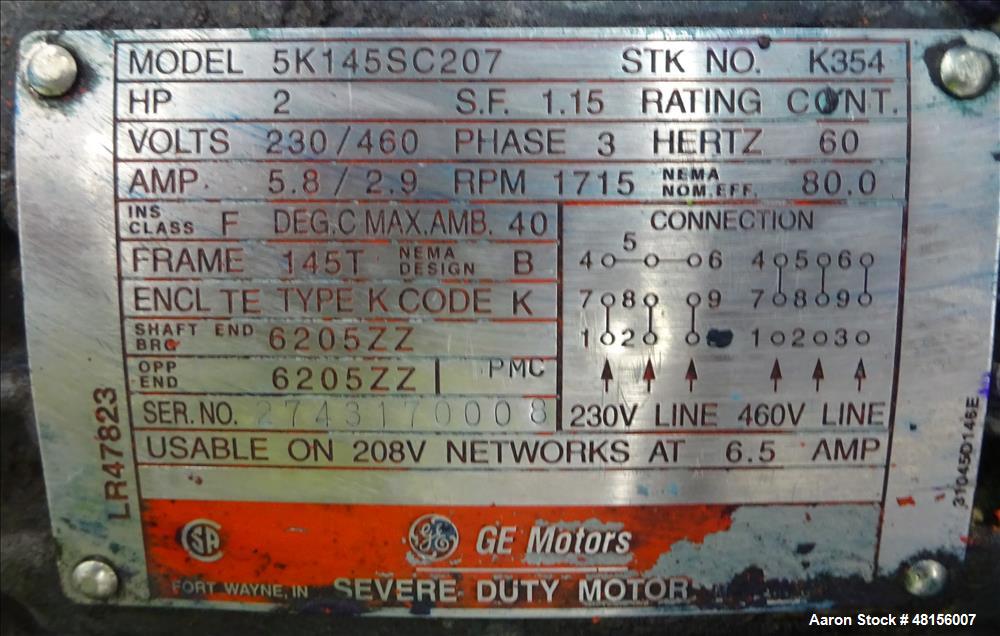 MODEL 5K145SC207 STK NO. K354
HP 2 S.F. 1.15 RATING CONT.
VOLTS 230/460 PHASE 3 HERTZ 60
AMP. 5.8/2.9 RPM 1715 NEMA NOM.EFF. 80.0
INS CLASS F DEG.C MAX.AMB. 40
FRAME 145T NEMA DESIGN B
ENCL TE TYPE K CODE K
SHAFT END BRG 6205ZZ
OPP END 6205ZZ PMC
SER.NO. 2743170008
CONNECTION
4 5 6 4 5 6
7 8 9 7 8 9
1 2 1 2 3
230V LINE 460V LINE
USABLE ON 208V NETWORKS AT 6.5 AMP
LR47823
31045D146E
SA
GE GE Motors
FORT WAYNE, IN SEVERE DUTY MOTOR
Aaron Stock # 48156007